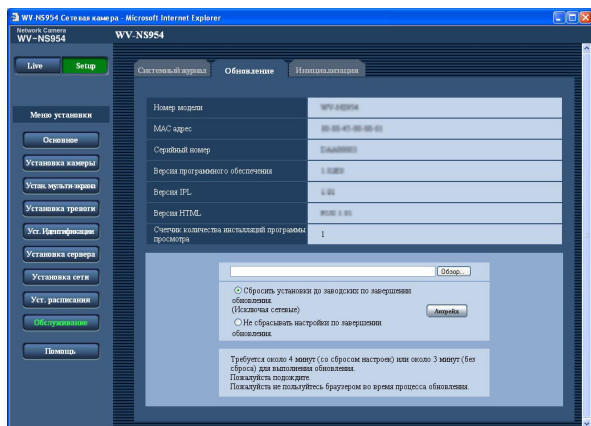 WV-NS954 Сетевая камера - Microsoft Internet Explorer
Network Camera
WV-NS954
WV-NS954
Live Setup
Системный журнал Обновление Инициализация
Меню установки
Основное
Установка камеры
Устан. мульти-экрана
Установка тревоги
Уст. Идентификации
Установка сервера
Установка сети
Уст. расписания
Обслуживание
Помощь
Номер модели
MAC адрес
Серийный номер
Версия программного обеспечения
Версия IPL
Версия HTML
Счетчик количества инсталляций программы
просмотра
1
Обзор...
Сбросить установки до заводских по завершении
обновления.
(Исключая сетевые)
Апгрейд
Не сбрасывать настройки по завершении
обновления.
Требуется около 4 минут (со сбросом настроек) или около 3 минут (без
сброса) для выполнения обновления.
Пожалуйста подождите.
Пожалуйста не пользуйтесь браузером во время процесса обновления.